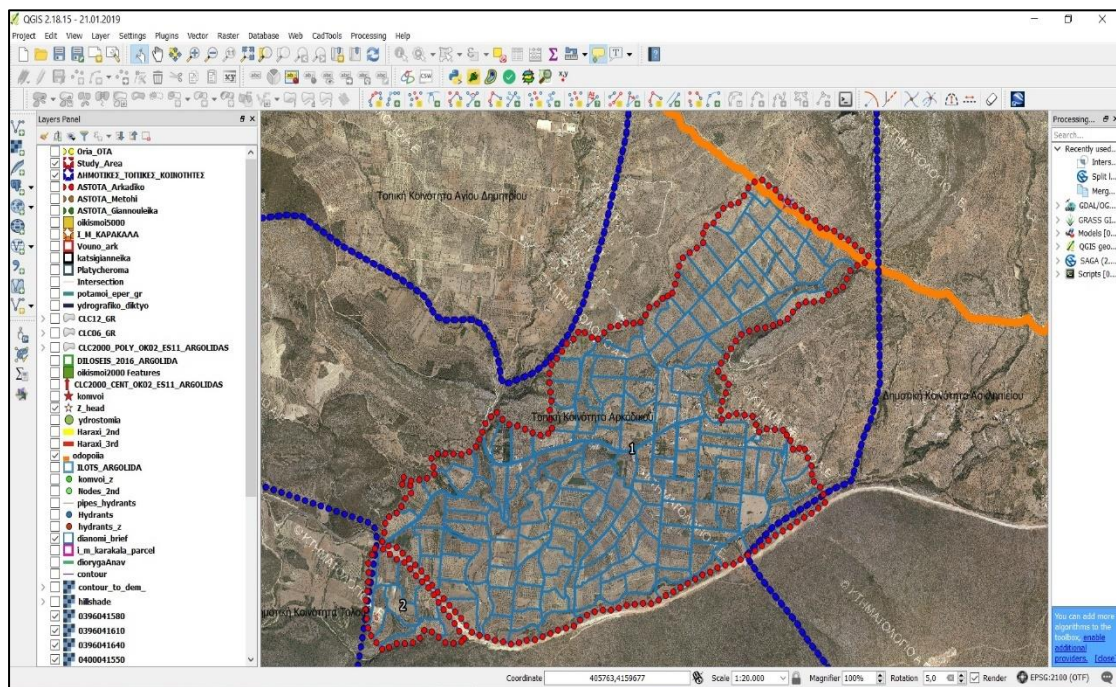 QGIS 2.18.15 - 21.01.2019
Project Edit View Layer Settings Plugins Vector Raster Database Web CadTools Processing Help
Layers Panel
Oria_OTA
Study_Area
ΔΗΜΟΤΙΚΕΣ_ΤΟΠΙΚΕΣ_ΚΟΙΝΟΤΗΤΕΣ
ASTOTA_Arkadiko
ASTOTA_Metohi
ASTOTA_Giannouleika
oikismoi5000
I_M_ΚΑΡΑΚΑΛΑ
Vouno_ark
katsigianneika
Platycheroma
Intersection
potamoi_eper_gr
ydrografiko_diktyo
CLC12_GR
CLC06_GR
CLC2000_POLY_OK02_ES11_ARGOLIDAS
DILOSEIS_2016_ARGOLIDA
oikismoi2000 Features
CLC2000_CENT_OK02_ES11_ARGOLIDAS
komvoi
Z_head
ydrostomia
Haraxi_2nd
Haraxi_3rd
odopoiia
ILOTS_ARGOLIDA
komvoi_z
Nodes_2nd
pipes_hydrants
Hydrants
hydrants_z
dianomi_brief
i_m_karakala_parcel
diorygaAnav
contour
contour_to_dem_
hillshade
0396041580
0396041610
0396041640
0400041550
Τοπική Κοινότητα Αγίου Δημητρίου
Τοπική Κοινότητα Αρκαδικού
Δημοτική Κοινότητα Ασκληπιείου
1
2
Processing...
Search...
Recently used...
Inters...
Split l...
Merg...
GDAL/OG...
GRASS GI...
Models [0...
QGIS geo...
SAGA (2...
Scripts [0...
You can add more
algorithms to the
toolbox, enable
additional
providers. [close]
Coordinate 405763,4159677 Scale 1:20.000 Magnifier 100% Rotation 5,0 Render EPSG:2100 (OTF)